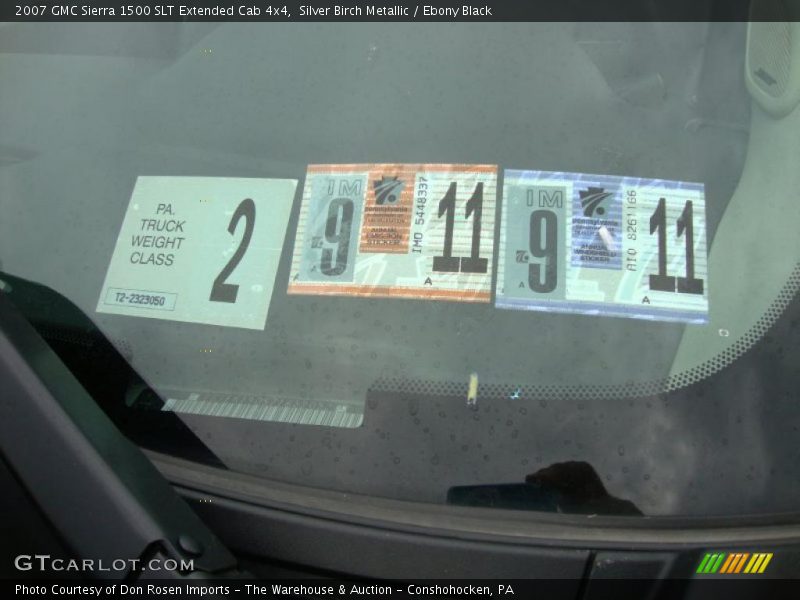 2007 GMC Sierra 1500 SLT Extended Cab 4x4, Silver Birch Metallic / Ebony Black
PA.
TRUCK
WEIGHT
CLASS
2
T2-2323050
IM
9
IM0 5448337
11
A
IM
9
A
AI0 8261166
11
A
GTCARLOT.COM
Photo Courtesy of Don Rosen Imports - The Warehouse & Auction - Conshohocken, PA